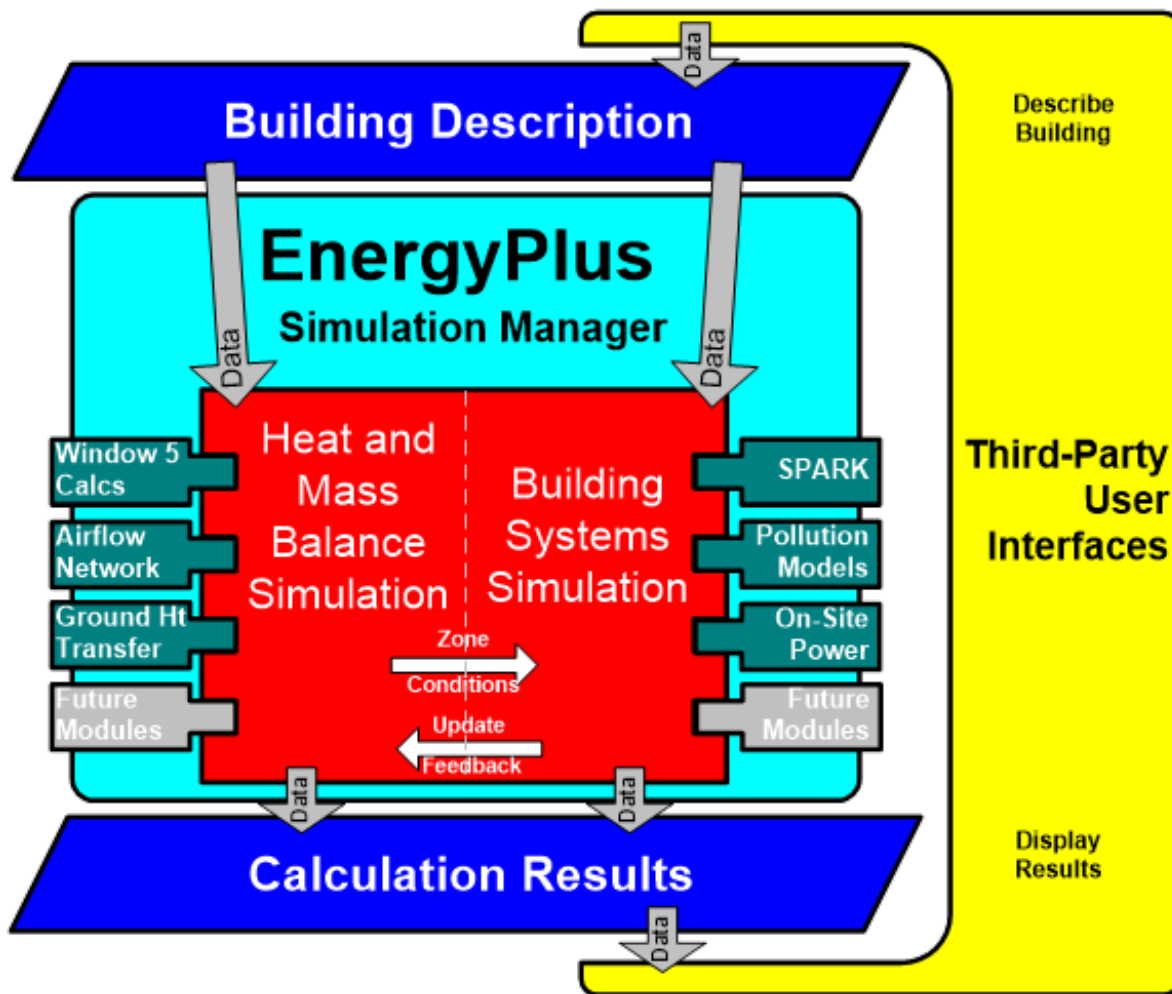 Data
Describe
Building
Building Description
EnergyPlus
Simulation Manager
Data
Data
Heat and
Mass
Balance
Simulation
Building
Systems
Simulation
Window 5
Calcs
Airflow
Network
Ground Ht
Transfer
Future
Modules
SPARK
Pollution
Models
On-Site
Power
Future
Modules
Zone
Conditions
Update
Feedback
Third-Party
User
Interfaces
Data
Data
Calculation Results
Display
Results
Data